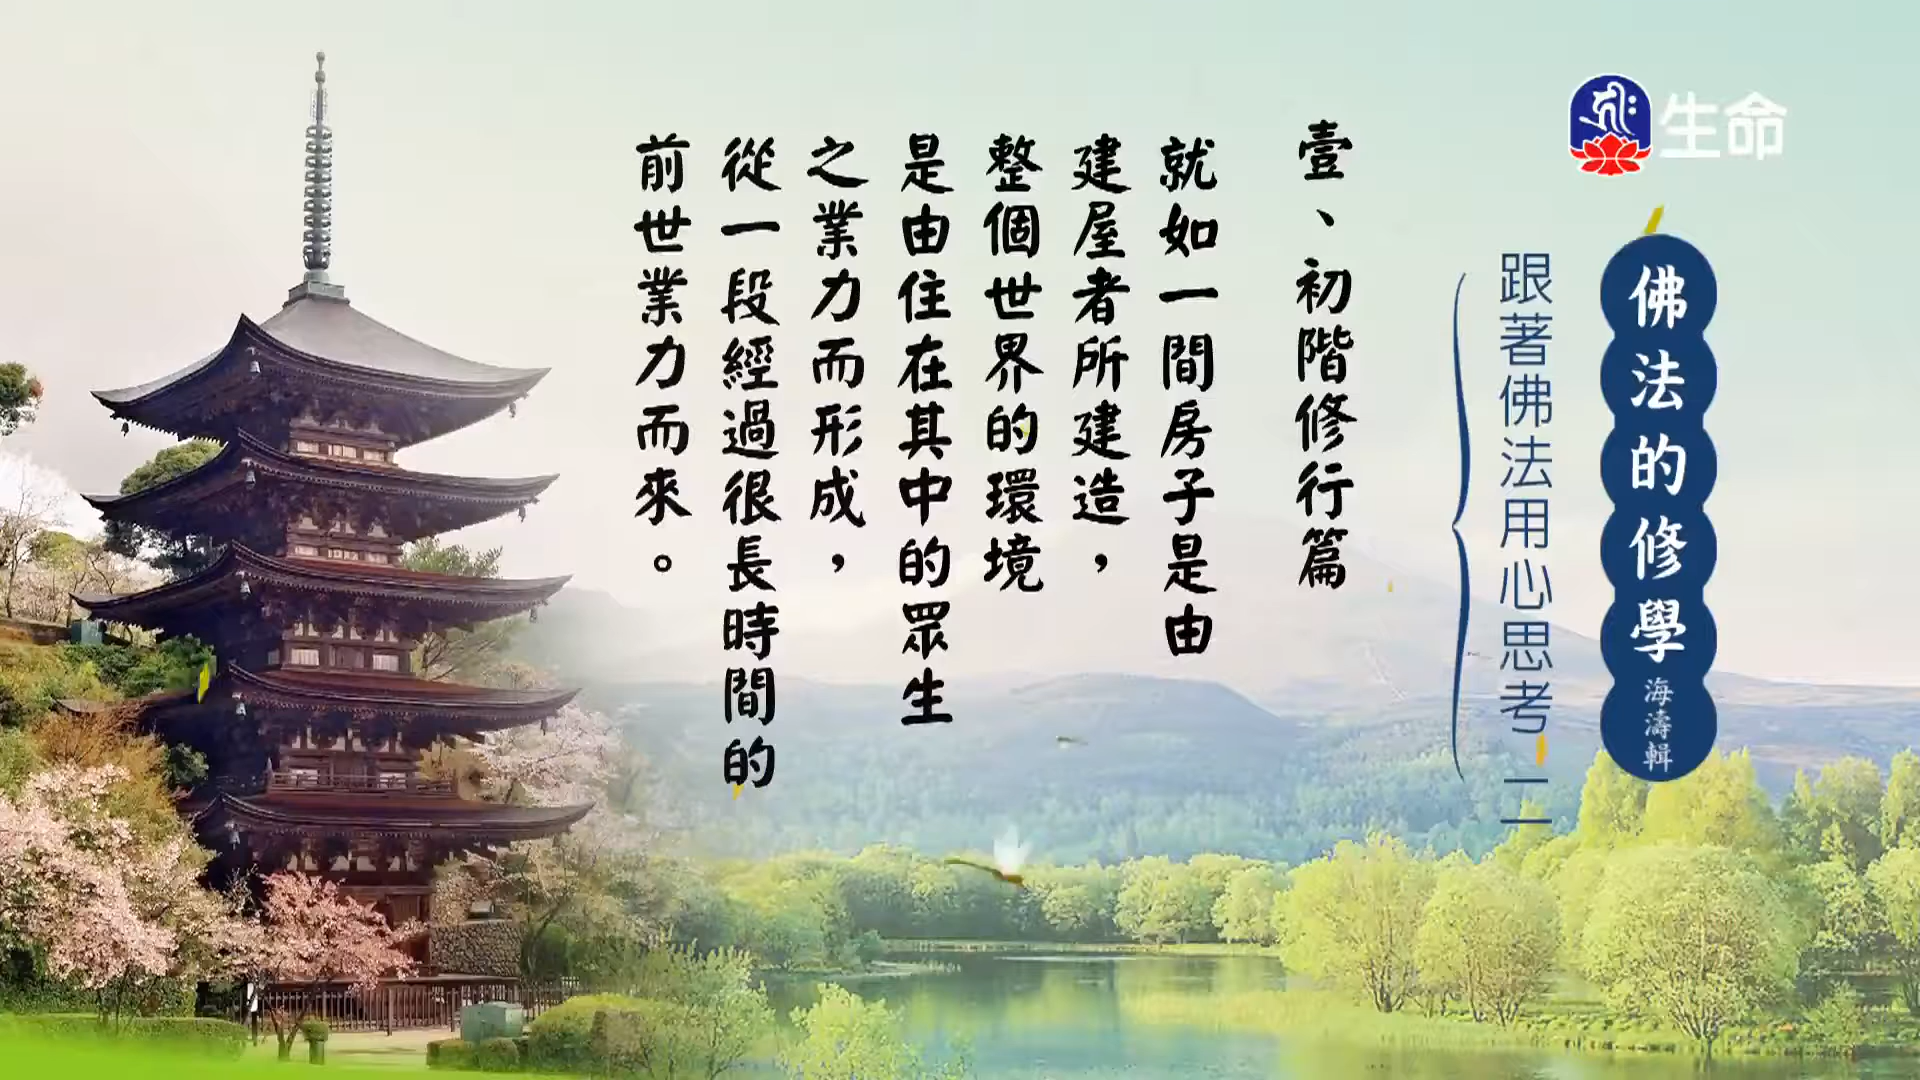 生命
佛法的修學
海濤輯
跟著佛法用心思考 二
壹、初階修行篇
就如一間房子是由
建屋者所建造，
整個世界的環境
是由住在其中的眾生
之業力而形成，
從一段經過很長時間的
前世業力而來。